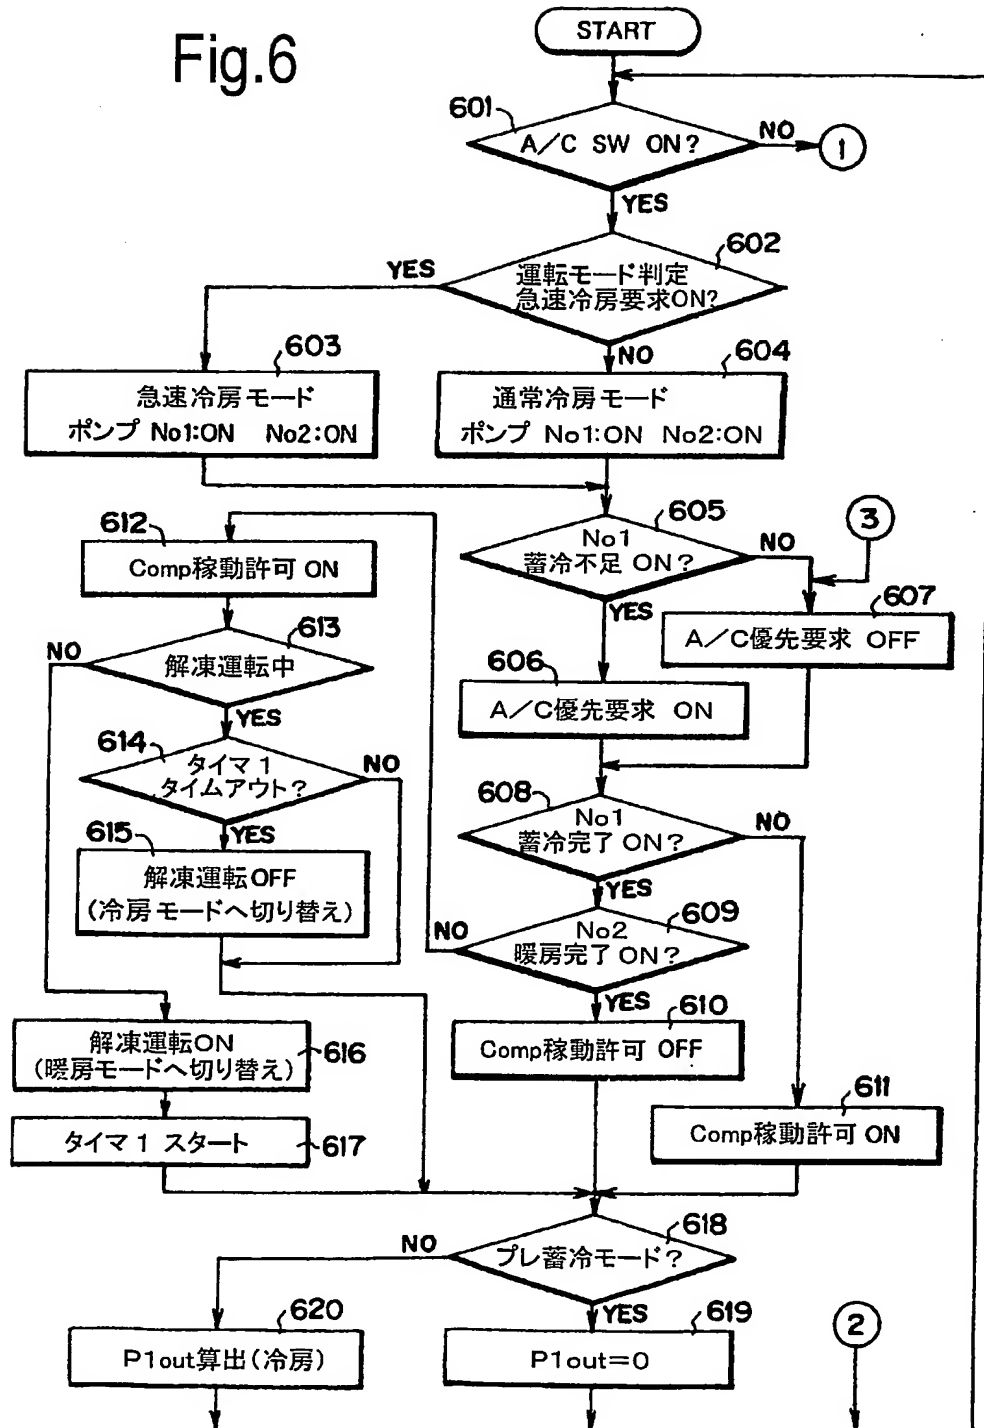 Fig.6
START
601
A/C SW ON?
NO
1
YES
602
運転モード判定
急速冷房要求ON?
YES
NO
603
急速冷房モード
ポンプ No1:ON No2:ON
604
通常冷房モード
ポンプ No1:ON No2:ON
605
No1
蓄冷不足 ON?
NO
YES
3
607
A/C優先要求 OFF
606
A/C優先要求 ON
612
Comp稼動許可 ON
613
解凍運転中
NO
YES
614
タイマ1
タイムアウト?
NO
YES
615
解凍運転OFF
(冷房モードへ切り替え)
608
No1
蓄冷完了 ON?
NO
YES
609
No2
暖房完了 ON?
NO
YES
610
Comp稼動許可 OFF
611
Comp稼動許可 ON
解凍運転ON
(暖房モードへ切り替え)
616
タイマ1 スタート
617
618
プレ蓄冷モード?
NO
YES
620
P1out算出(冷房)
619
P1out=0
2